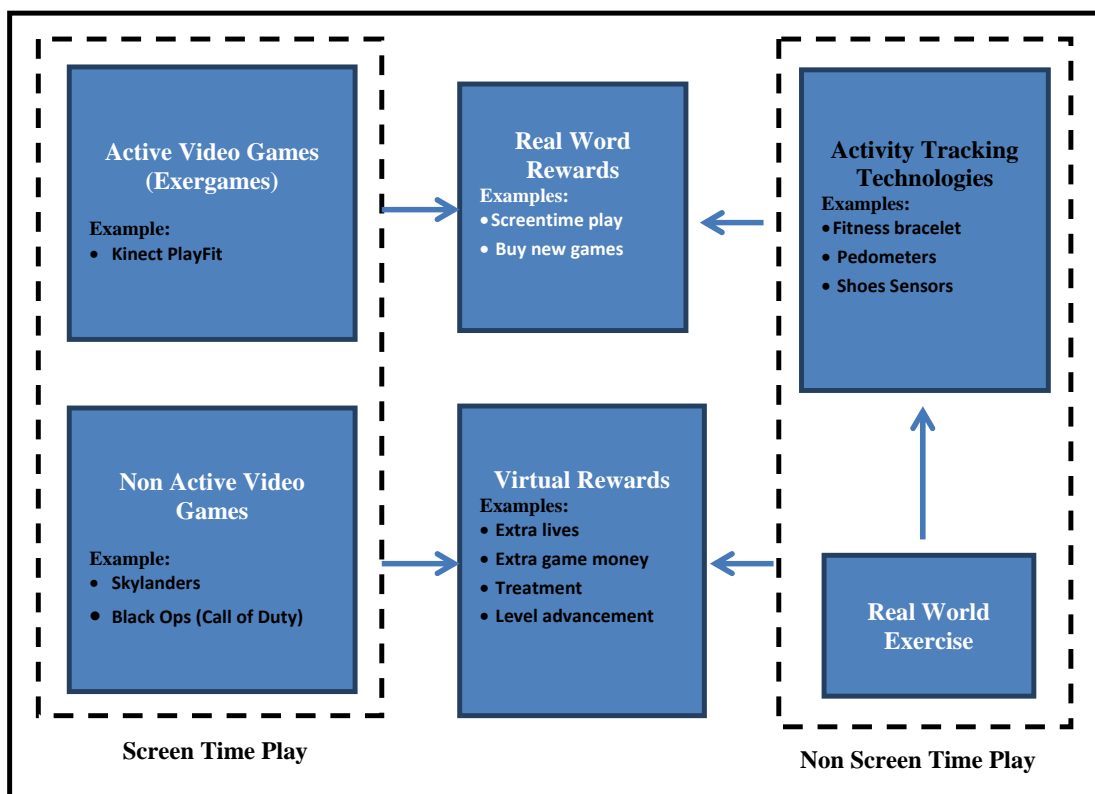 Active Video Games
(Exergames)
Example:
• Kinect PlayFit
Non Active Video
Games
Example:
• Skylanders
• Black Ops (Call of Duty)
Screen Time Play
Real Word
Rewards
Examples:
• Screentime play
• Buy new games
Virtual Rewards
Examples:
• Extra lives
• Extra game money
• Treatment
• Level advancement
Activity Tracking
Technologies
Examples:
• Fitness bracelet
• Pedometers
• Shoes Sensors
Real World
Exercise
Non Screen Time Play